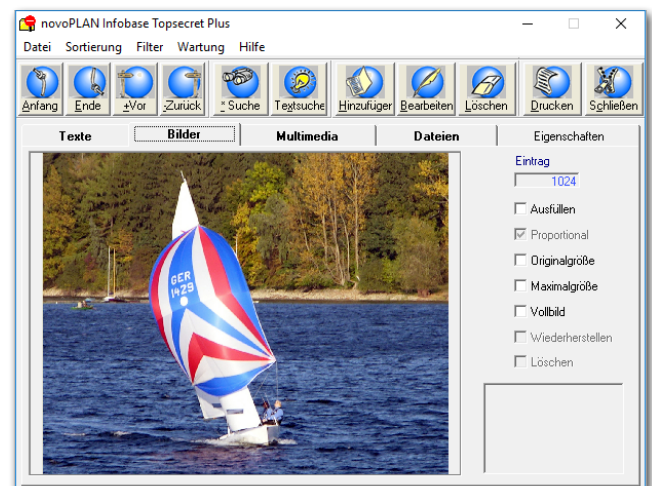 novoPLAN Infobase Topsecret Plus
Datei Sortierung Filter Wartung Hilfe
Anfang Ende +Vor -Zurück * Suche Textsuche Hinzufüger Bearbeiten Löschen Drucken Schließen
Texte Bilder Multimedia Dateien Eigenschaften
Eintrag
1024
Ausfüllen
Proportional
Originalgröße
Maximalgröße
Vollbild
Wiederherstellen
Löschen
GER
1429